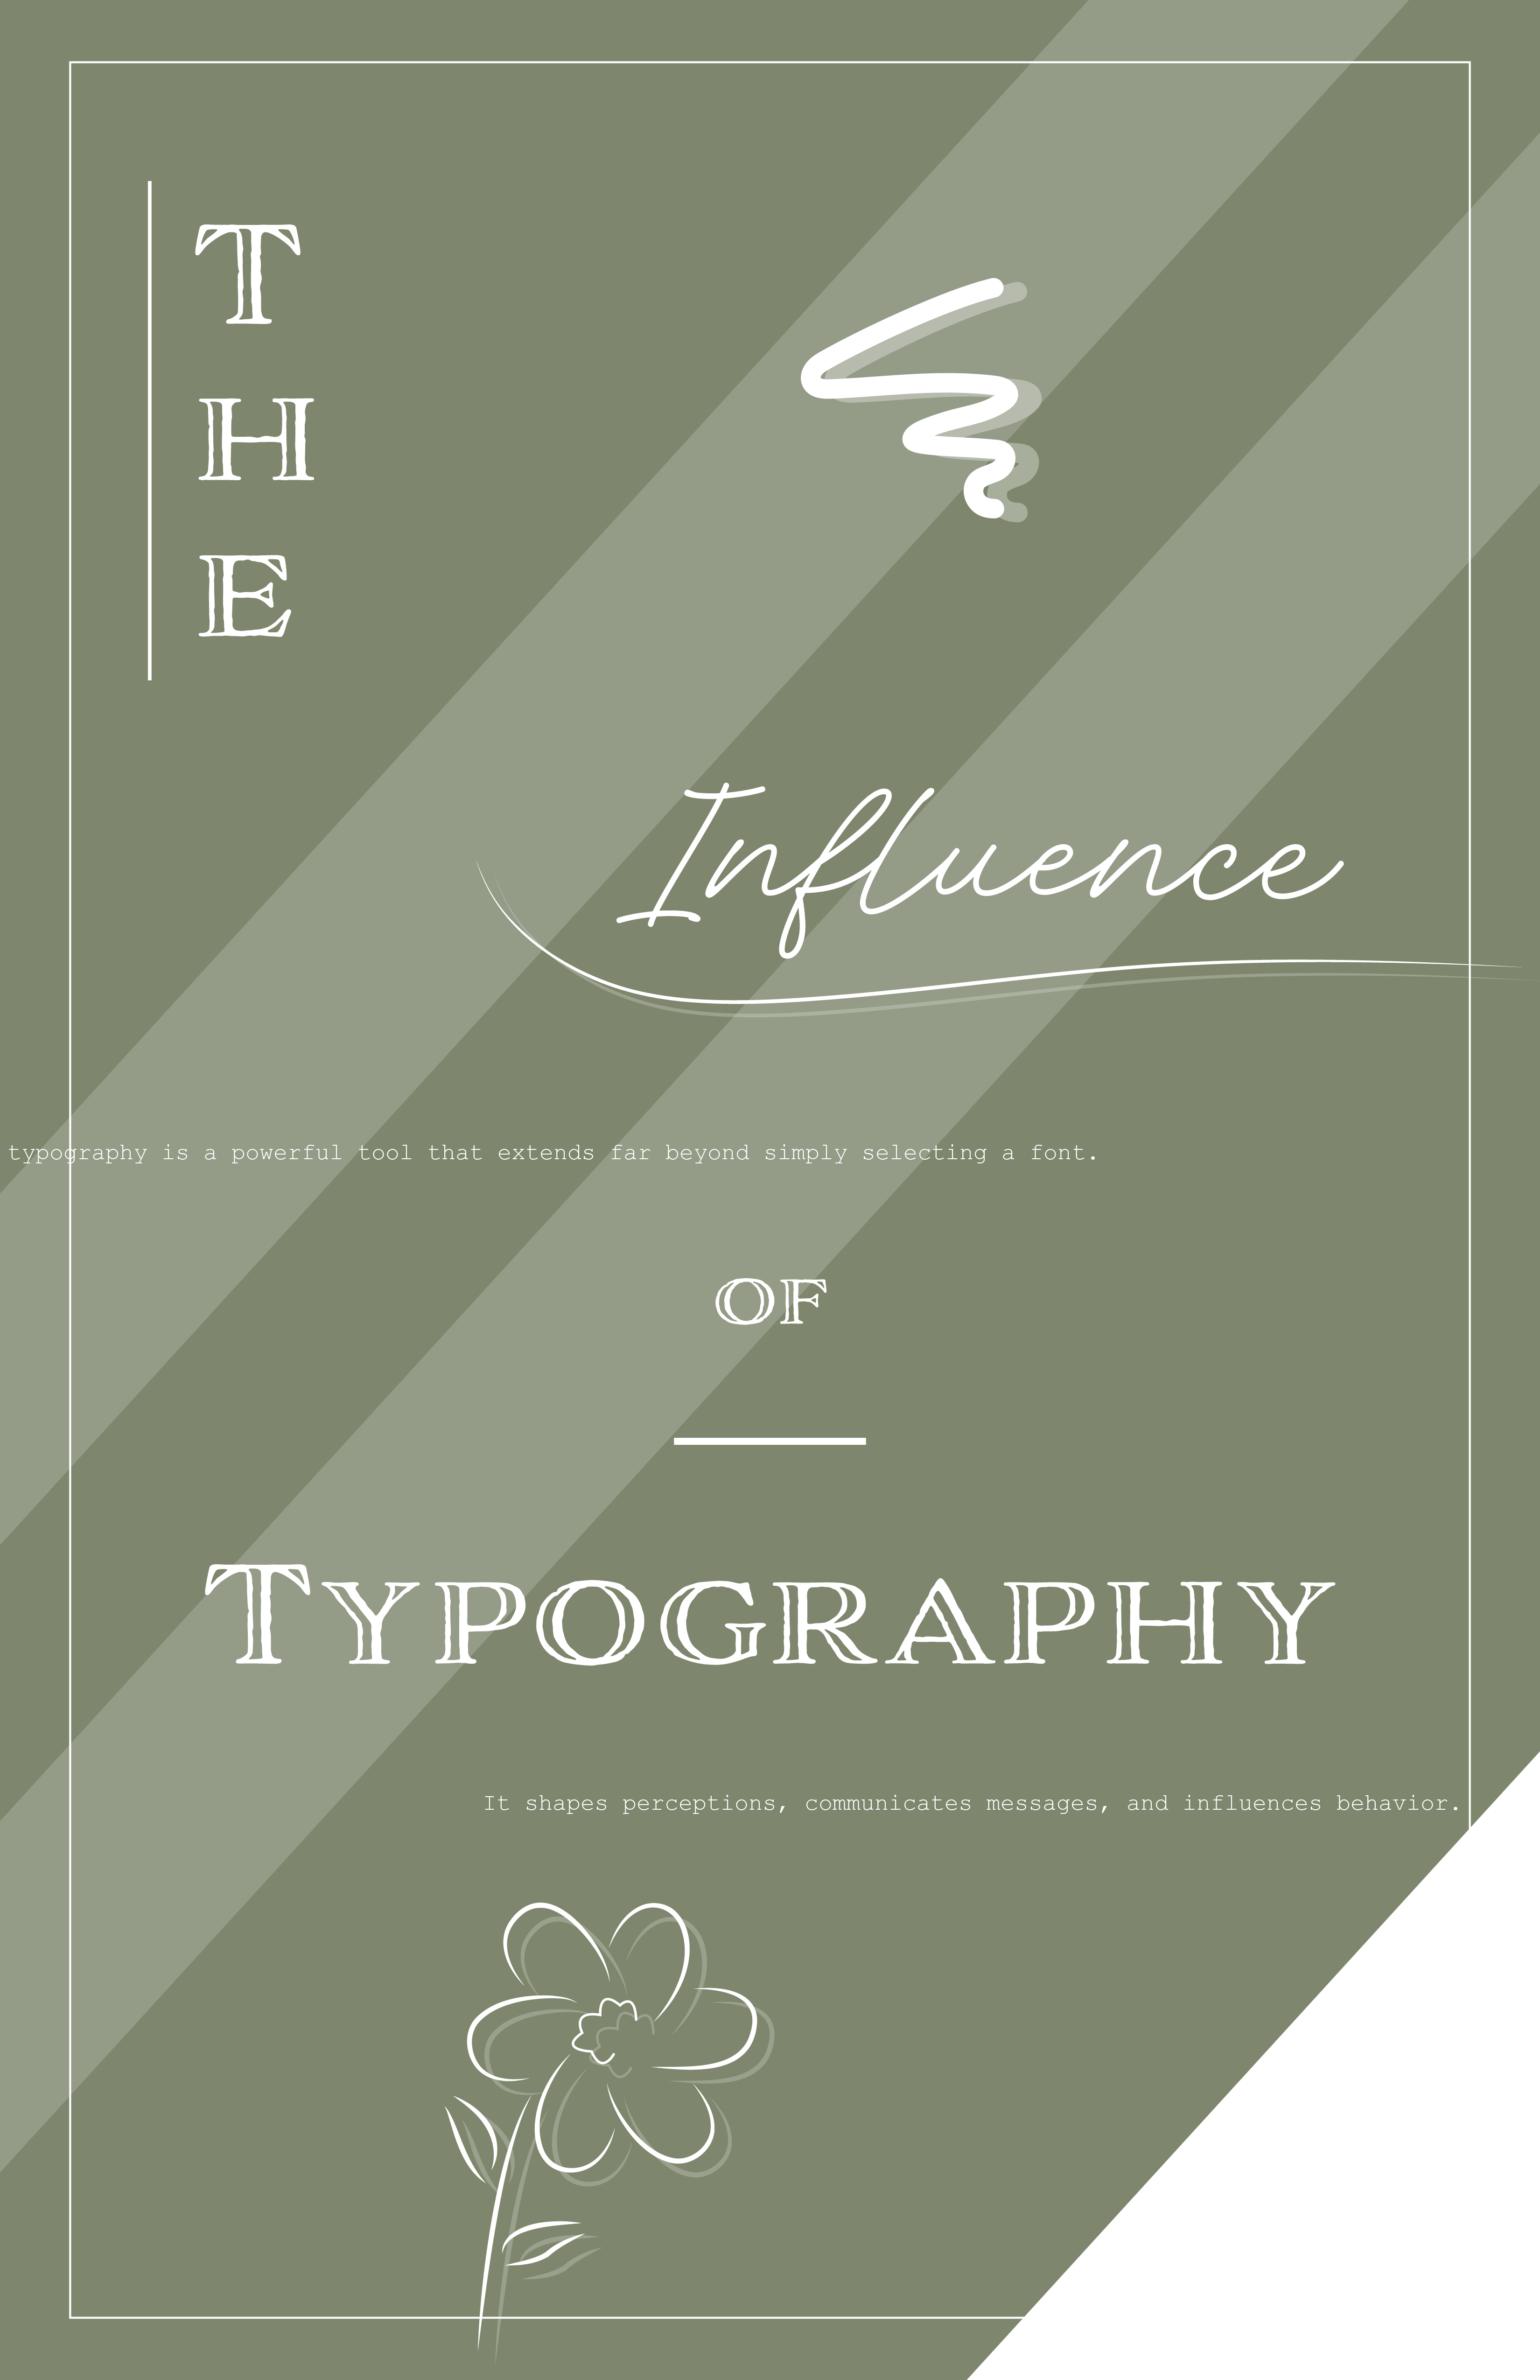 T
H
E
Influence
typography is a powerful tool that extends far beyond simply selecting a font.
OF
TYPOGRAPHY
It shapes perceptions, communicates messages, and influences behavior.